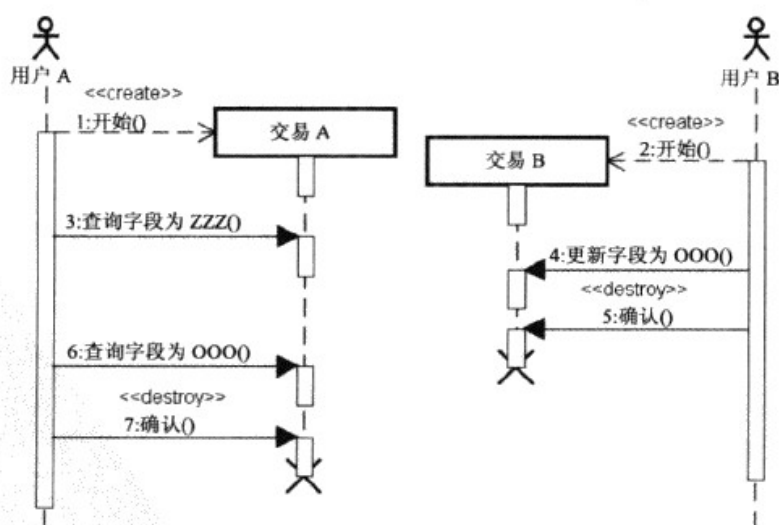 用户 A
用户 B
<<create>>
1:开始()
交易 A
<<create>>
2:开始()
交易 B
3:查询字段为 ZZZ()
4:更新字段为 OOO()
<<destroy>>
5:确认()
6:查询字段为 OOO()
<<destroy>>
7:确认()